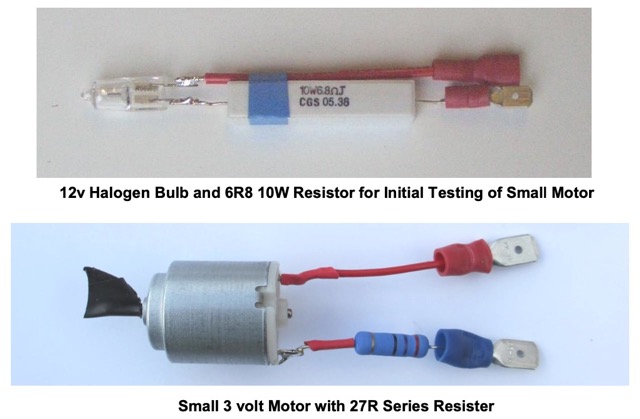 10W6.8ΩJ
CGS 05.38
12v Halogen Bulb and 6R8 10W Resistor for Initial Testing of Small Motor
Small 3 volt Motor with 27R Series Resister